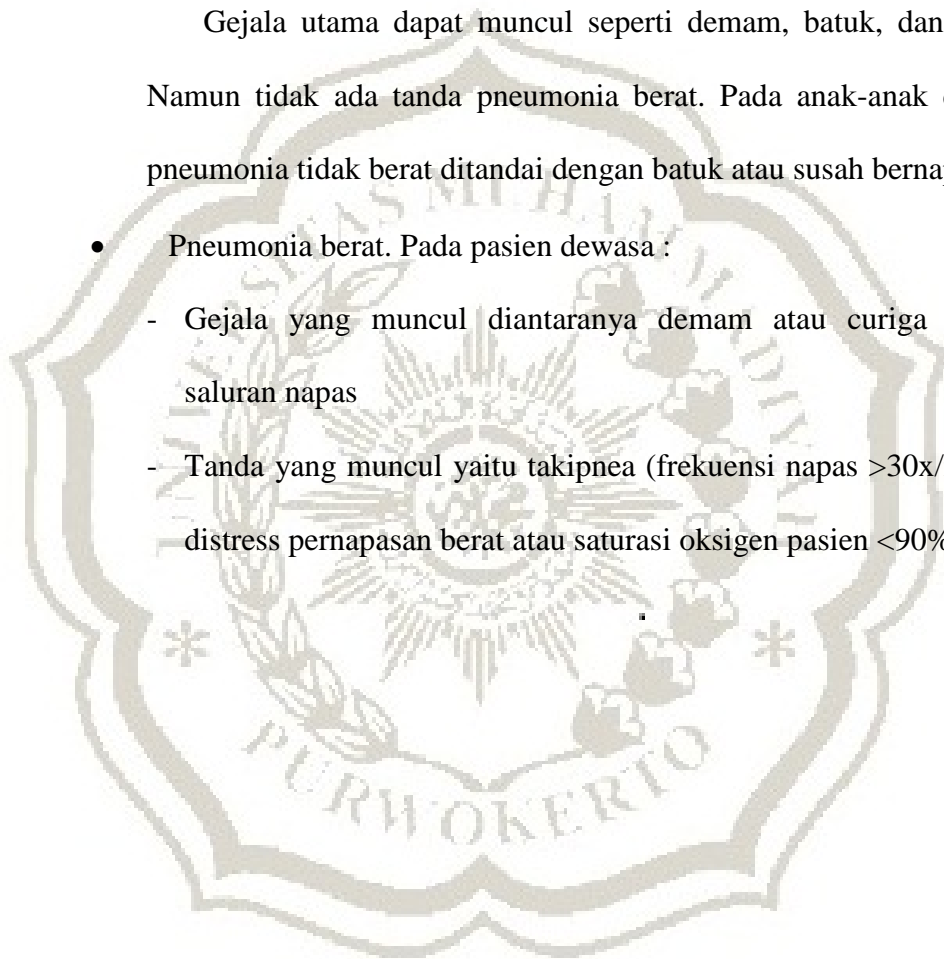 Gejala utama dapat muncul seperti demam, batuk, dan
Namun tidak ada tanda pneumonia berat. Pada anak-anak
pneumonia tidak berat ditandai dengan batuk atau susah
• Pneumonia berat. Pada pasien dewasa :
- Gejala yang muncul diantaranya demam atau curiga
saluran napas
- Tanda yang muncul yaitu takipnea (frekuensi napas >30x/
distress pernapasan berat atau saturasi oksigen pasien <90%
UNIVERSITAS MUHAMMADIYAH
PURWOKERTO